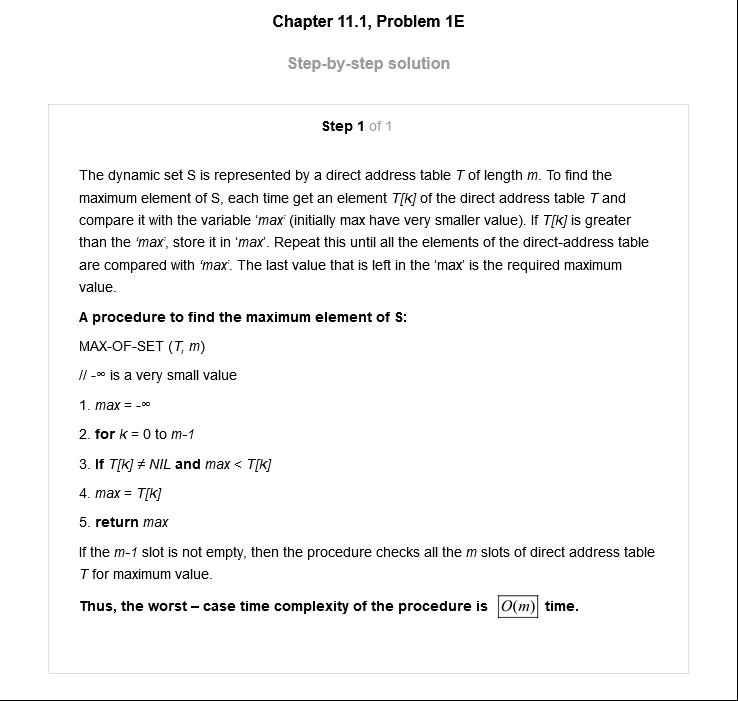 Chapter 11.1, Problem 1E
Step-by-step solution
Step 1 of 1
The dynamic set S is represented by a direct address table T of length m. To find the
maximum element of S, each time get an element T[k] of the direct address table T and
compare it with the variable ‘max’ (initially max have very smaller value). If T[k] is greater
than the ‘max’, store it in ‘max’. Repeat this until all the elements of the direct-address table
are compared with ‘max’. The last value that is left in the ‘max’ is the required maximum
value.
A procedure to find the maximum element of S:
MAX-OF-SET (T, m)
// -∞ is a very small value
1. max = -∞
2. for k = 0 to m-1
3. If T[k] ≠ NIL and max < T[k]
4. max = T[k]
5. return max
If the m-1 slot is not empty, then the procedure checks all the m slots of direct address table
T for maximum value.
Thus, the worst – case time complexity of the procedure is O(m) time.